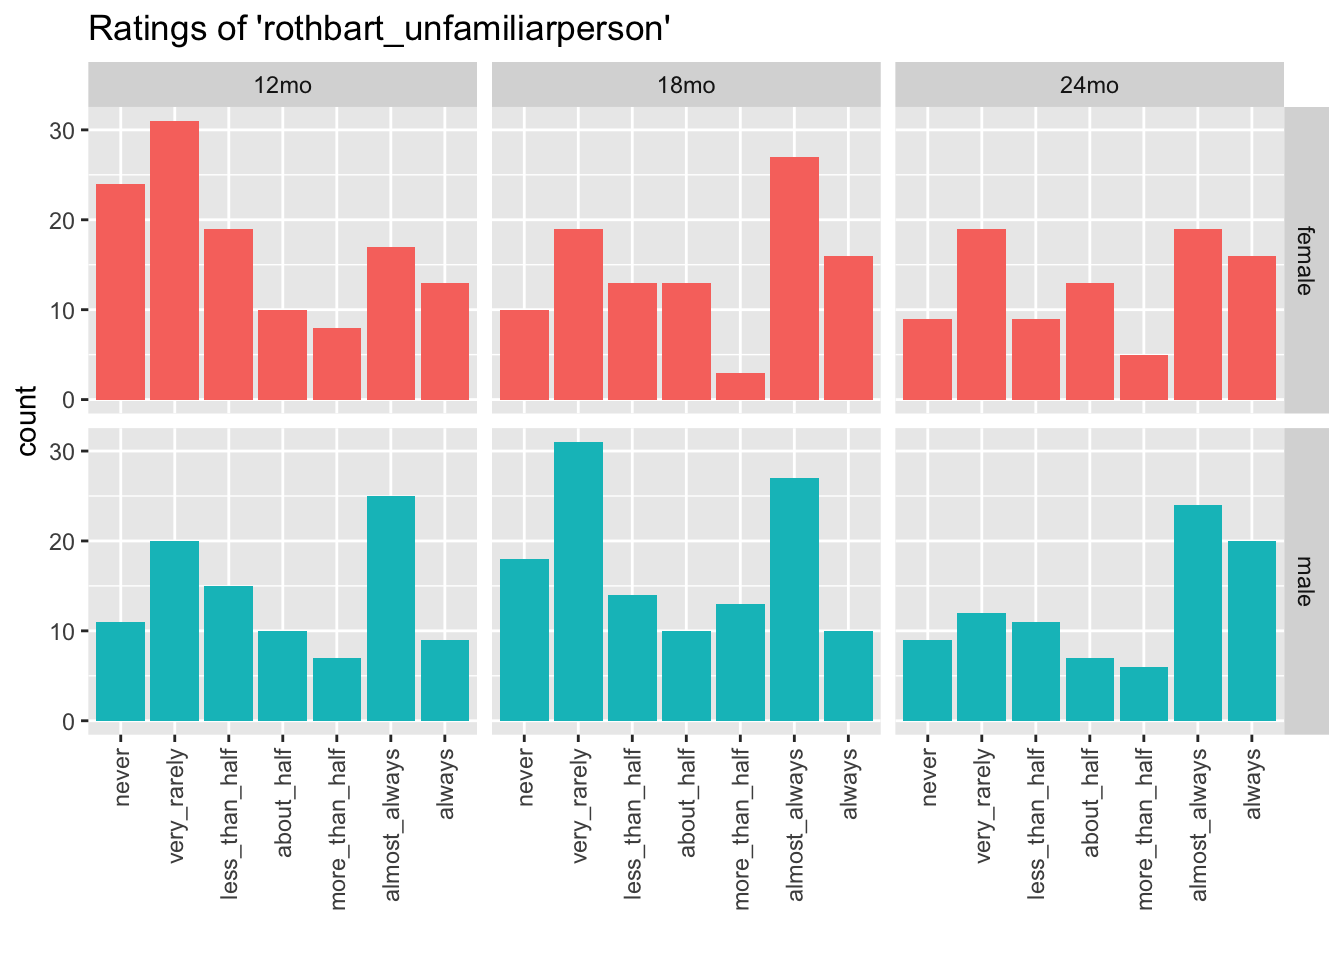 Ratings of 'rothbart_unfamiliarperson'
12mo 18mo 24mo
30
20
10
0
female
count
30
20
10
0
male
never very_rarely less_than_half about_half more_than_half almost_always always never very_rarely less_than_half about_half more_than_half almost_always always never very_rarely less_than_half about_half more_than_half almost_always always